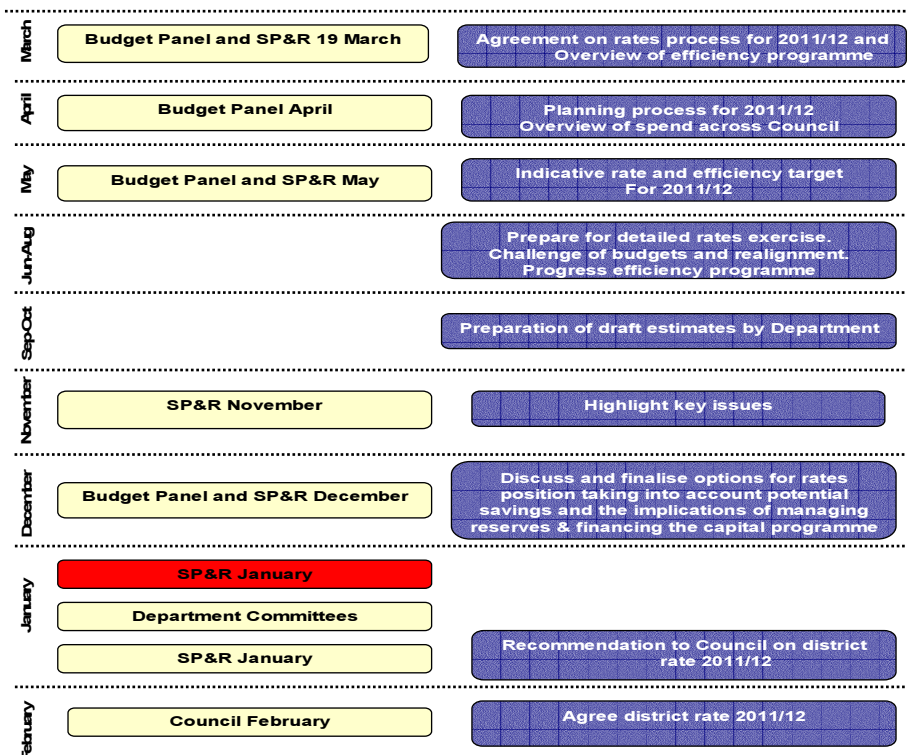 March
Budget Panel and SP&R 19 March
Agreement on rates process for 2011/12 and
Overview of efficiency programme
April
Budget Panel April
Planning process for 2011/12
Overview of spend across Council
May
Budget Panel and SP&R May
Indicative rate and efficiency target
For 2011/12
Jun-Aug
Prepare for detailed rates exercise.
Challenge of budgets and realignment.
Progress efficiency programme
Sep-Oct
Preparation of draft estimates by Department
November
SP&R November
Highlight key issues
December
Budget Panel and SP&R December
Discuss and finalise options for rates
position taking into account potential
savings and the implications of managing
reserves & financing the capital programme
January
SP&R January
Department Committees
SP&R January
Recommendation to Council on district
rate 2011/12
February
Council February
Agree district rate 2011/12